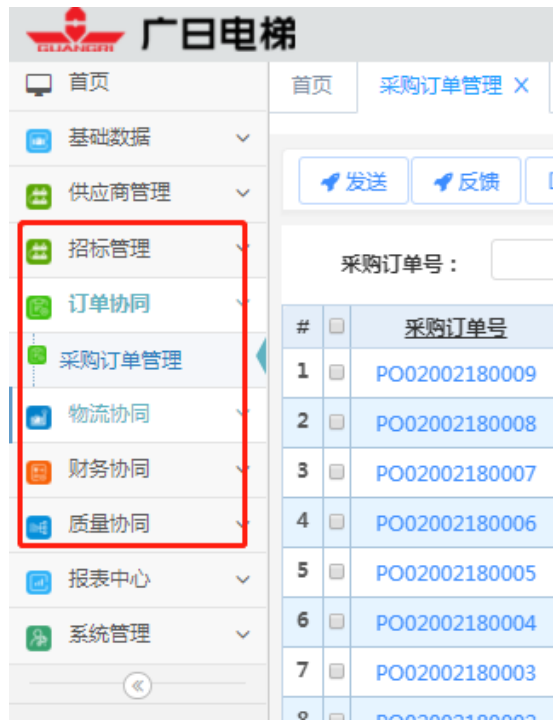 广日电梯
GUANGRI
首页
基础数据
供应商管理
招标管理
订单协同
采购订单管理
物流协同
财务协同
质量协同
报表中心
系统管理
首页 采购订单管理 ×
发送 反馈
采购订单号：
# 采购订单号
1 PO02002180009
2 PO02002180008
3 PO02002180007
4 PO02002180006
5 PO02002180005
6 PO02002180004
7 PO02002180003
8 PO02002180002